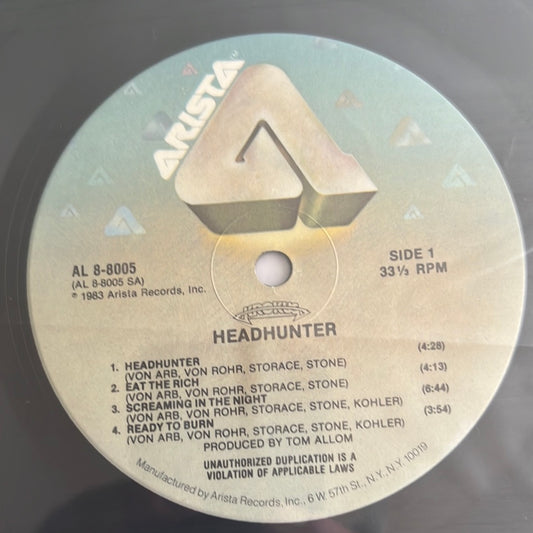 ARISTA™
AL 8-8005
(AL 8-8005 SA)
℗ 1983 Arista Records, Inc.
SIDE 1
33⅓ RPM
HEADHUNTER
1. HEADHUNTER (4:28)
(VON ARB, VON ROHR, STORACE, STONE)
2. EAT THE RICH (4:13)
(VON ARB, VON ROHR, STORACE, STONE)
3. SCREAMING IN THE NIGHT (6:44)
(VON ARB, VON ROHR, STORACE, STONE, KOHLER)
4. READY TO BURN (3:54)
(VON ARB, VON ROHR, STORACE, STONE, KOHLER)
PRODUCED BY TOM ALLOM
UNAUTHORIZED DUPLICATION IS A
VIOLATION OF APPLICABLE LAWS
Manufactured by Arista Records, Inc., 6 W. 57th St., N.Y., N.Y. 10019